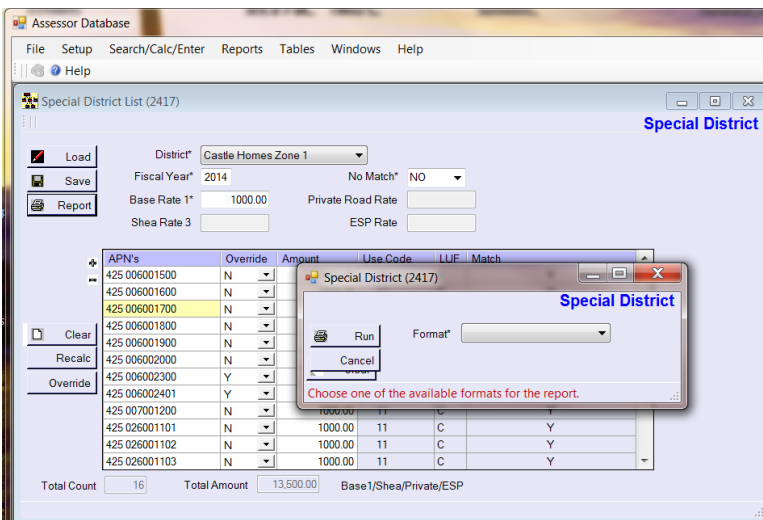 Assessor Database
File Setup Search/Calc/Enter Reports Tables Windows Help
Help
Special District List (2417)
Special District
Load District* Castle Homes Zone 1
Save Fiscal Year* 2014 No Match* NO
Report Base Rate 1* 1000.00 Private Road Rate
Shea Rate 3 ESP Rate
APN's Override Amount Use Code LUF Match
425 006001500 N
425 006001600 N
425 006001700 N
425 006001800 N
425 006001900 N
425 006002000 N
425 006002300 Y
425 006002401 Y
425 007001200 N 1000.00 11 C Y
425 026001101 N 1000.00 11 C Y
425 026001102 N 1000.00 11 C Y
425 026001103 N 1000.00 11 C Y
Clear
Recalc
Override
Special District (2417)
Special District
Run Format*
Cancel
Choose one of the available formats for the report.
Total Count 16 Total Amount 13,500.00 Base1/Shea/Private/ESP